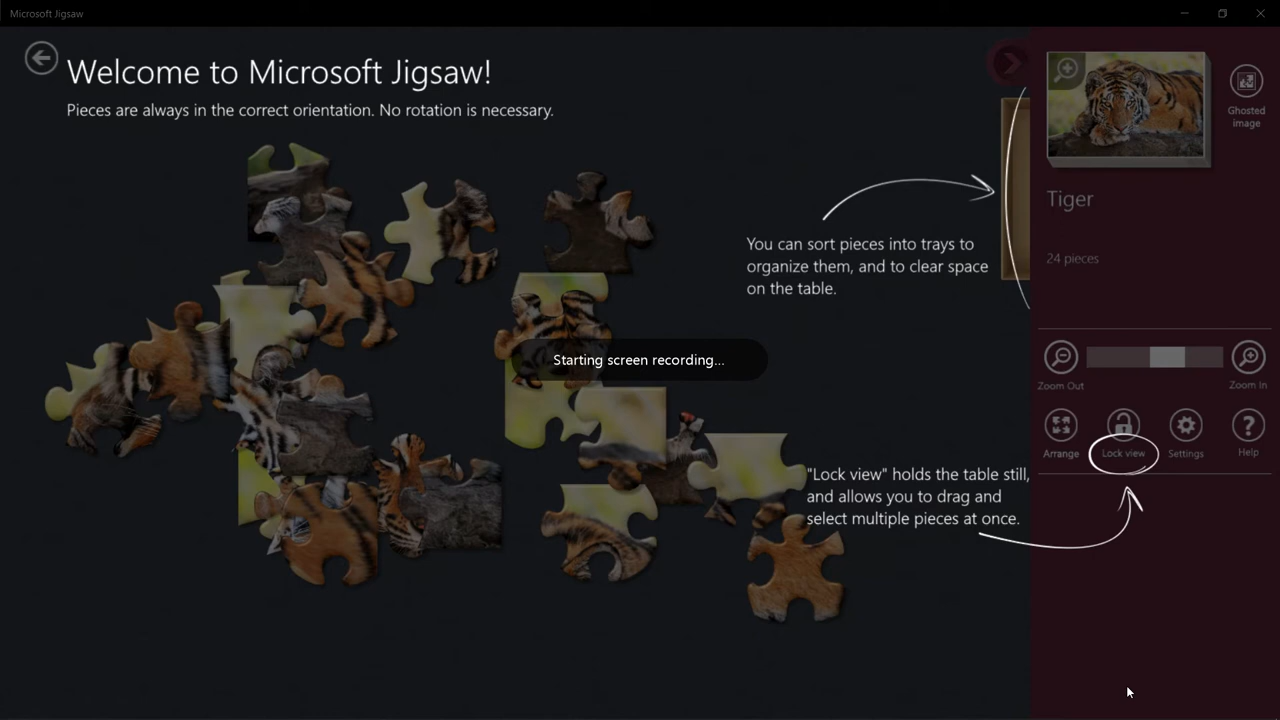 Microsoft Jigsaw
Welcome to Microsoft Jigsaw!
Pieces are always in the correct orientation. No rotation is necessary.
Ghosted
image
Tiger
You can sort pieces into trays to
organize them, and to clear space
on the table.
24 pieces
Starting screen recording...
Zoom Out
Zoom In
Arrange
Lock view
Settings
Help
"Lock view" holds the table still,
and allows you to drag and
select multiple pieces at once.